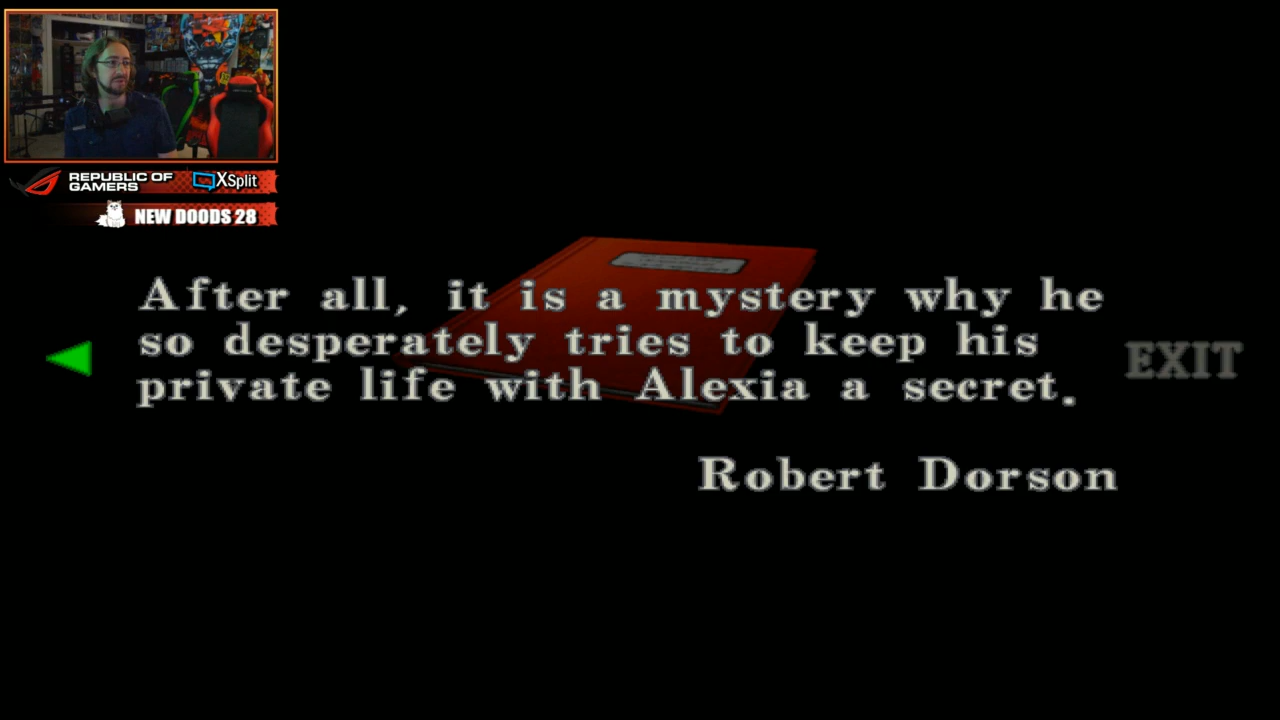 REPUBLIC OF
GAMERS
XSplit
NEW DOODS 28
After all, it is a mystery why he
so desperately tries to keep his
private life with Alexia a secret.
EXIT
Robert Dorson